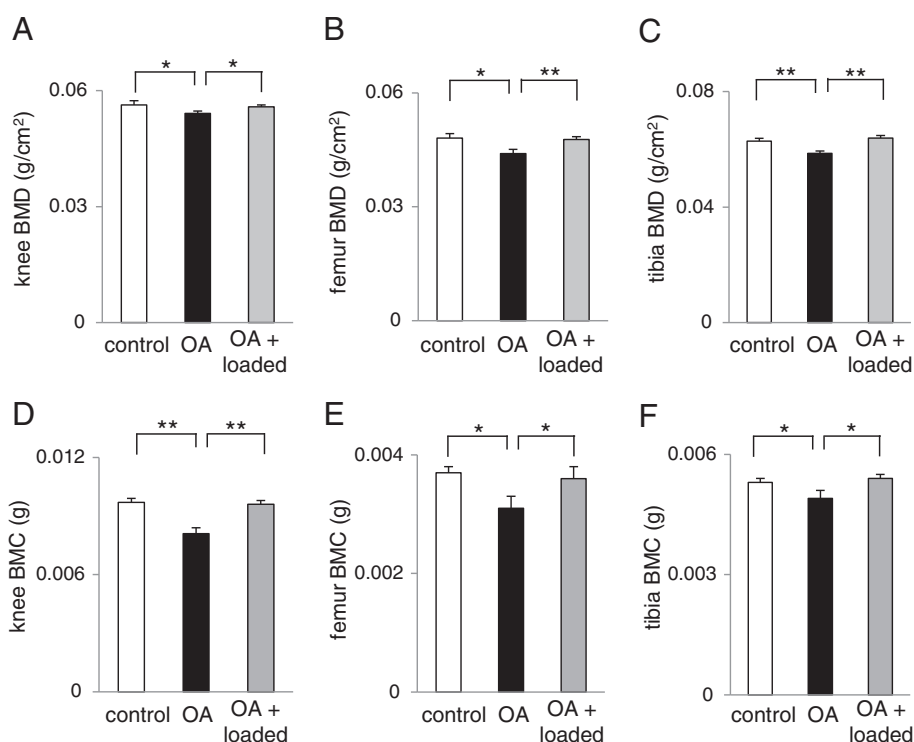 A
knee BMD (g/cm²)
0.06
0.03
0
* *
control OA OA +
loaded
B
femur BMD (g/cm²)
0.06
0.03
0
* **
control OA OA +
loaded
C
tibia BMD (g/cm²)
0.08
0.04
0
** **
control OA OA +
loaded
D
knee BMC (g)
0.012
0.006
0
** **
control OA OA +
loaded
E
femur BMC (g)
0.004
0.002
0
* *
control OA OA +
loaded
F
tibia BMC (g)
0.006
0.003
0
* *
control OA OA +
loaded